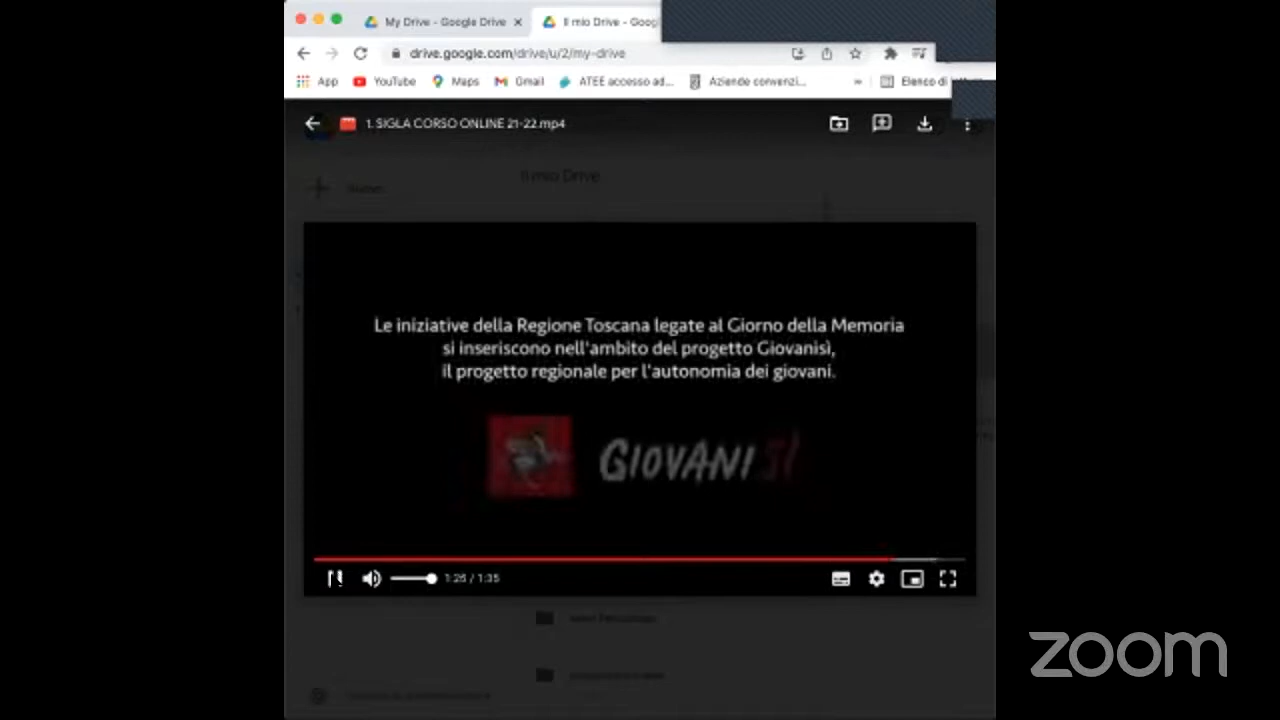 My Drive - Google Drive
Il mio Drive - Goog
drive.google.com/drive/u/2/my-drive
App YouTube Maps Gmail ATEE accesso ad... Aziende convenzi... » Elenco di
1. SIGLA CORSO ONLINE 21-22.mp4
Il mio Drive
Le iniziative della Regione Toscana legate al Giorno della Memoria
si inseriscono nell'ambito del progetto Giovanisì,
il progetto regionale per l'autonomia dei giovani.
GIOVANISÌ
1:26 / 1:35
zoom